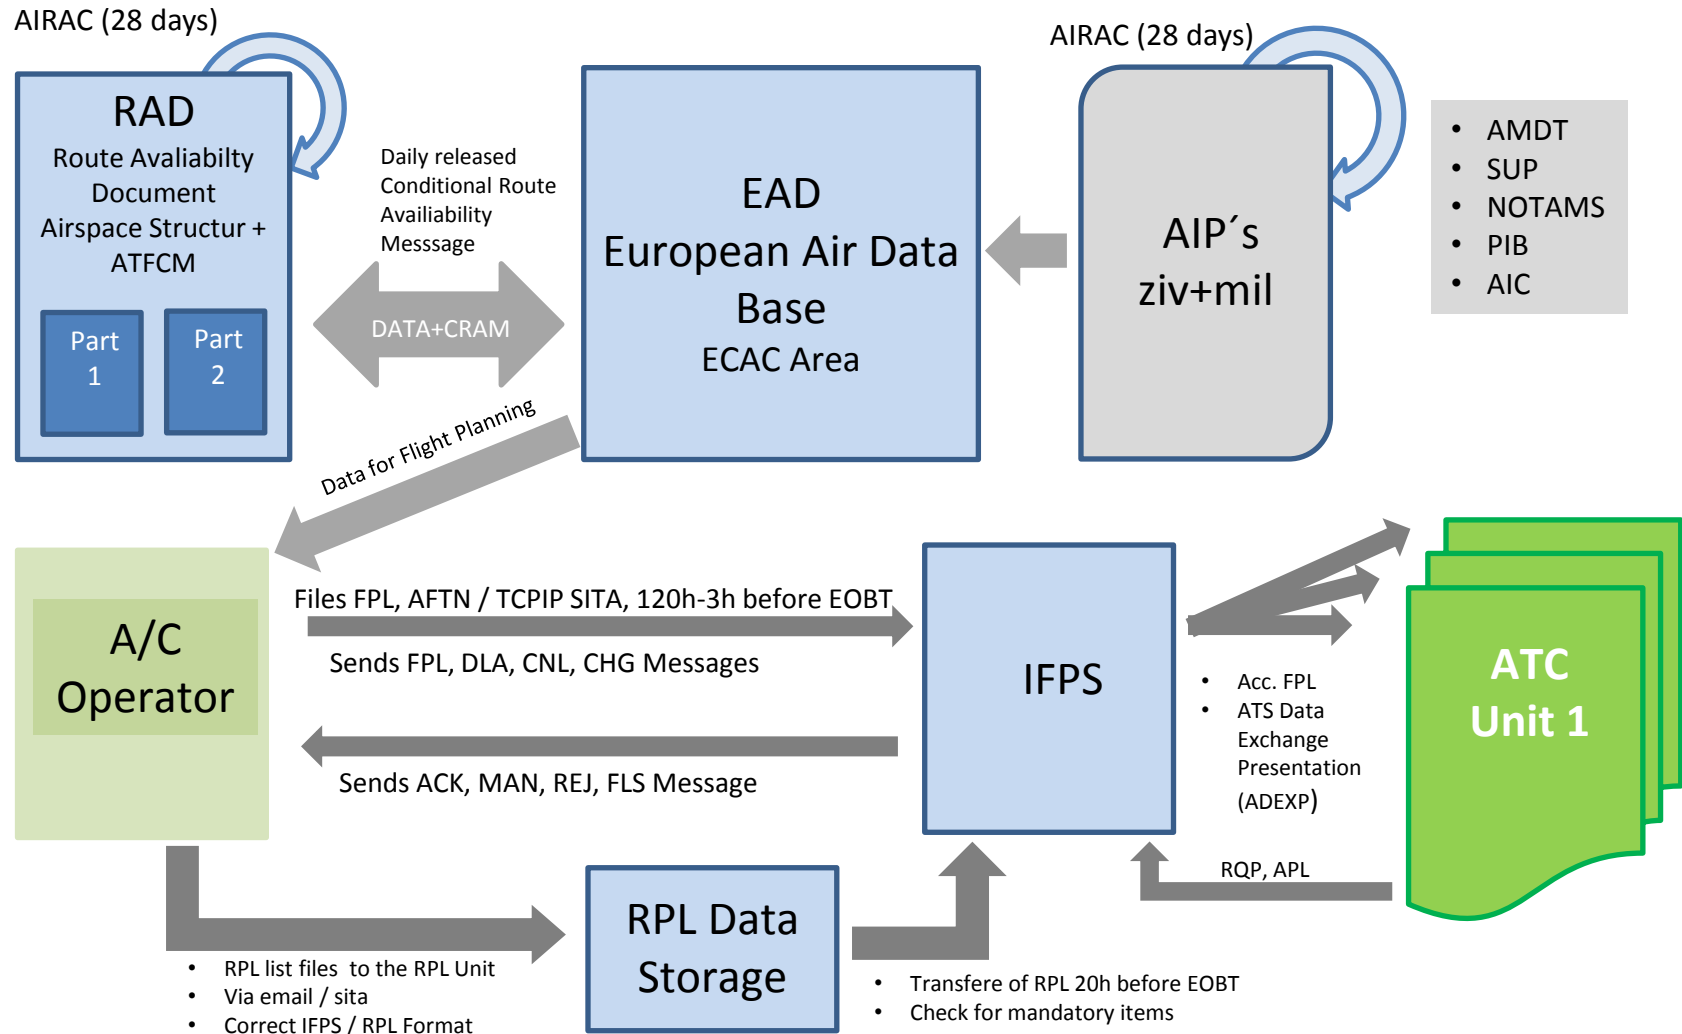 AIRAC (28 days)
RAD
Route Avaliabilty
Document
Airspace Structur +
ATFCM
Part
1
Part
2
Daily released
Conditional Route
Availiability
Messsage
DATA+CRAM
EAD
European Air Data
Base
ECAC Area
AIRAC (28 days)
AIP´s
ziv+mil
• AMDT
• SUP
• NOTAMS
• PIB
• AIC
Data for Flight Planning
A/C
Operator
Files FPL, AFTN / TCPIP SITA, 120h-3h before EOBT
Sends FPL, DLA, CNL, CHG Messages
Sends ACK, MAN, REJ, FLS Message
IFPS
• Acc. FPL
• ATS Data
Exchange
Presentation
(ADEXP)
ATC
Unit 1
RQP, APL
RPL Data
Storage
• RPL list files to the RPL Unit
• Via email / sita
• Correct IFPS / RPL Format
• Transfere of RPL 20h before EOBT
• Check for mandatory items